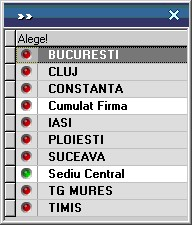 Alege!
BUCURESTI
CLUJ
CONSTANTA
Cumulat Firma
IASI
PLOIESTI
SUCEAVA
Sediu Central
TG MURES
TIMIS